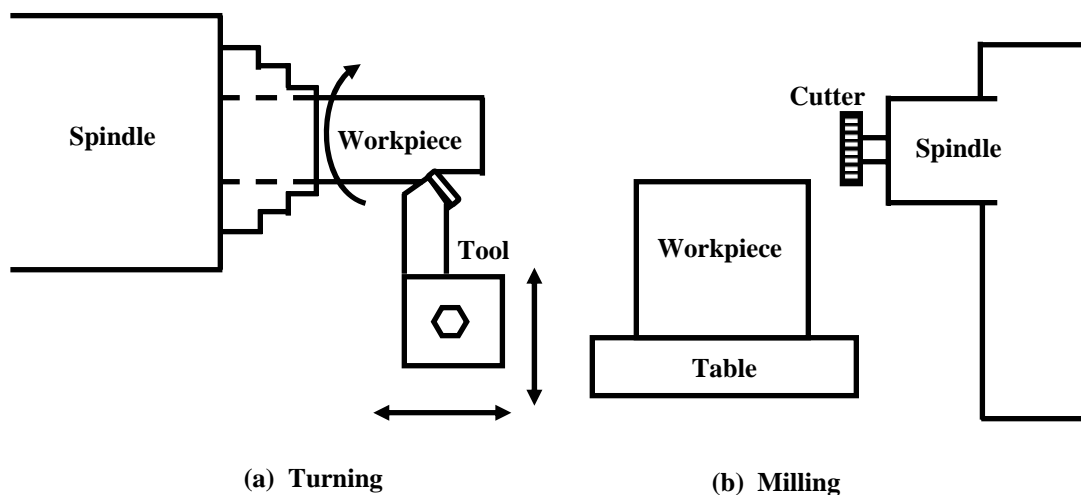 Spindle
Workpiece
Tool
(a) Turning
Cutter
Spindle
Workpiece
Table
(b) Milling